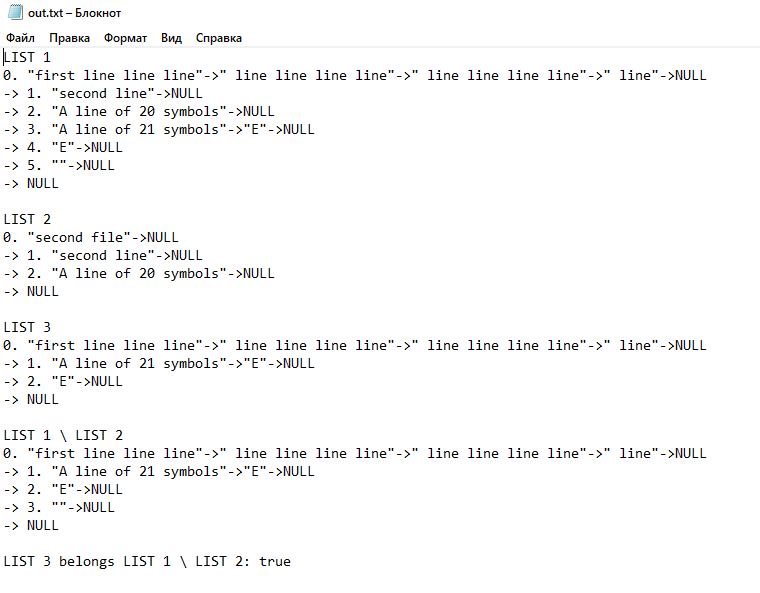 out.txt – Блокнот
Файл Правка Формат Вид Справка
LIST 1
0. "first line line line"->" line line line line"->" line line line line"->" line"->NULL
-> 1. "second line"->NULL
-> 2. "A line of 20 symbols"->NULL
-> 3. "A line of 21 symbols"->"E"->NULL
-> 4. "E"->NULL
-> 5. ""->NULL
-> NULL

LIST 2
0. "second file"->NULL
-> 1. "second line"->NULL
-> 2. "A line of 20 symbols"->NULL
-> NULL

LIST 3
0. "first line line line"->" line line line line"->" line line line line"->" line"->NULL
-> 1. "A line of 21 symbols"->"E"->NULL
-> 2. "E"->NULL
-> NULL

LIST 1 \ LIST 2
0. "first line line line"->" line line line line"->" line line line line"->" line"->NULL
-> 1. "A line of 21 symbols"->"E"->NULL
-> 2. "E"->NULL
-> 3. ""->NULL
-> NULL

LIST 3 belongs LIST 1 \ LIST 2: true